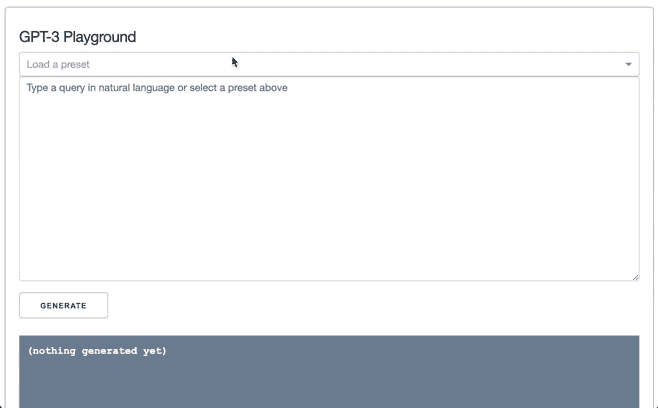 GPT-3 Playground
Load a preset
Type a query in natural language or select a preset above
GENERATE
(nothing generated yet)